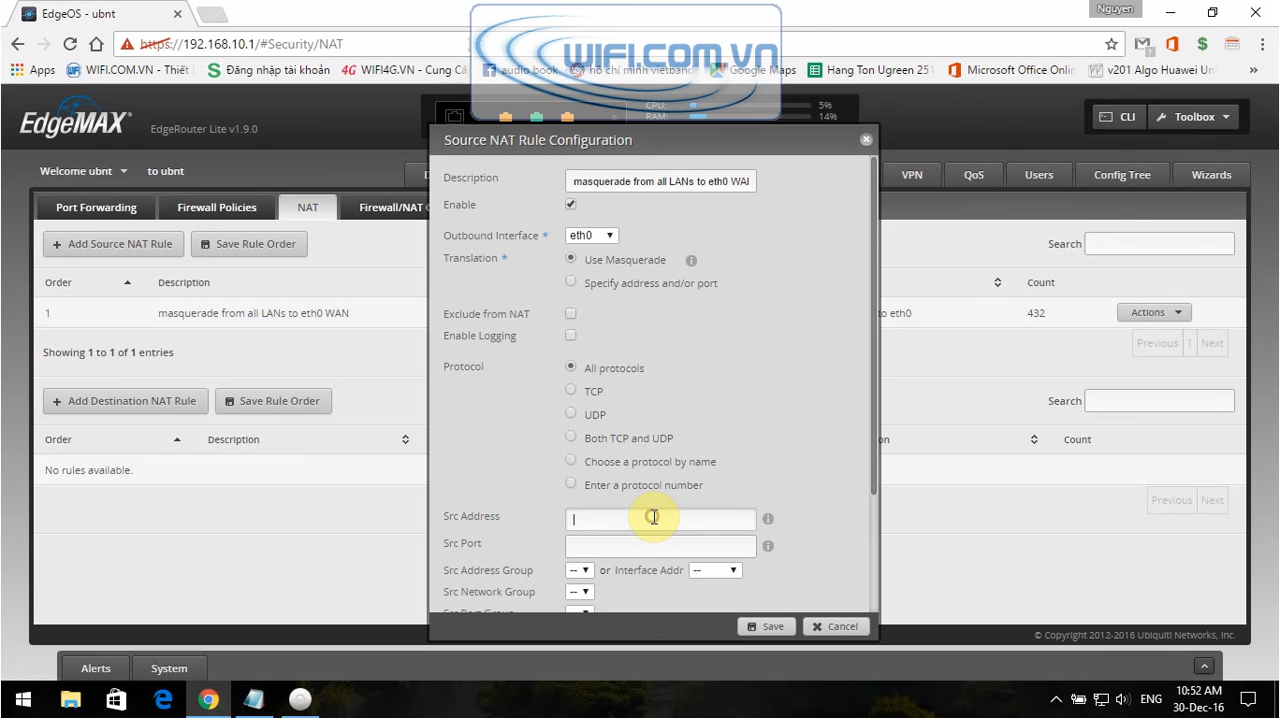 EdgeOS - ubnt
Nguyen
https://192.168.10.1/#Security/NAT
WIFI.COM.VN
Apps
WIFI.COM.VN - Thiết
Đăng nhập tài khoản
WIFI4G.VN - Cung Cấ
audio book
hồ chí minh vietbank
Google Maps
Hang Ton Ugreen 251
Microsoft Office Onlin
v201 Algo Huawei Un
»
EdgeMAX
EdgeRouter Lite v1.9.0
CPU:
5%
RAM:
14%
CLI
Toolbox
Welcome ubnt
to ubnt
D
VPN
QoS
Users
Config Tree
Wizards
Port Forwarding
Firewall Policies
NAT
Firewall/NAT G
+ Add Source NAT Rule
Save Rule Order
Search
Order
Description
Count
1
masquerade from all LANs to eth0 WAN
to eth0
432
Actions
Showing 1 to 1 of 1 entries
Previous
1
Next
+ Add Destination NAT Rule
Save Rule Order
Search
Order
Description
on
Count
No rules available.
Previous
Next
Source NAT Rule Configuration
Description
masquerade from all LANs to eth0 WAN
Enable
Outbound Interface *
eth0
Translation *
Use Masquerade
Specify address and/or port
Exclude from NAT
Enable Logging
Protocol
All protocols
TCP
UDP
Both TCP and UDP
Choose a protocol by name
Enter a protocol number
Src Address
Src Port
Src Address Group
--
or Interface Addr
--
Src Network Group
--
Src Port Group
Save
Cancel
© Copyright 2012-2016 Ubiquiti Networks, Inc.
Alerts
System
ENG
10:52 AM
30-Dec-16